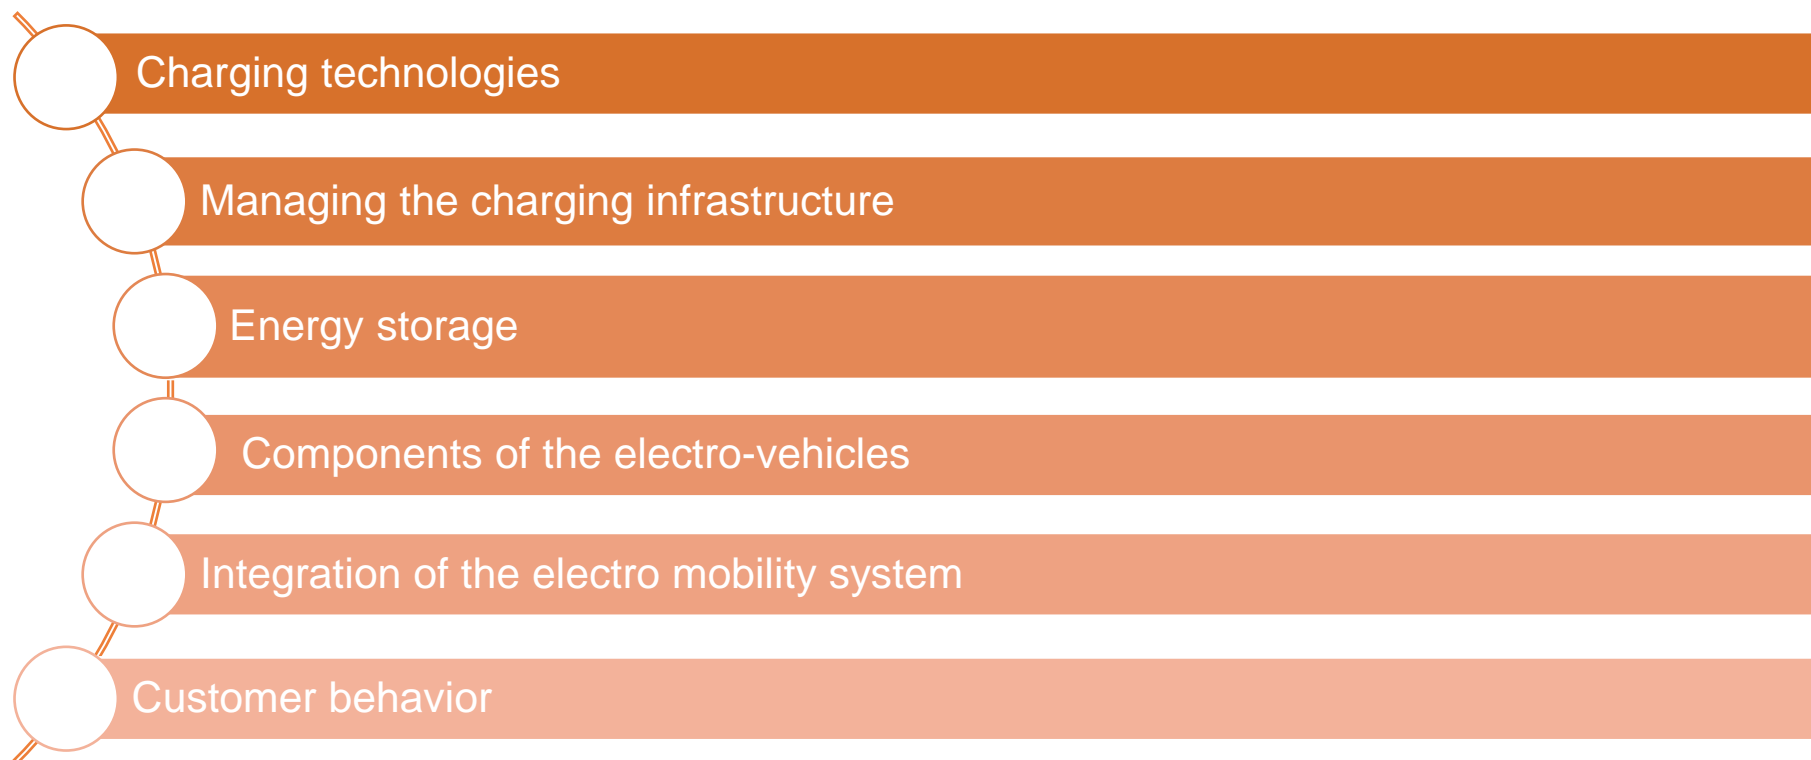 Charging technologies
Managing the charging infrastructure
Energy storage
Components of the electro-vehicles
Integration of the electro mobility system
Customer behavior